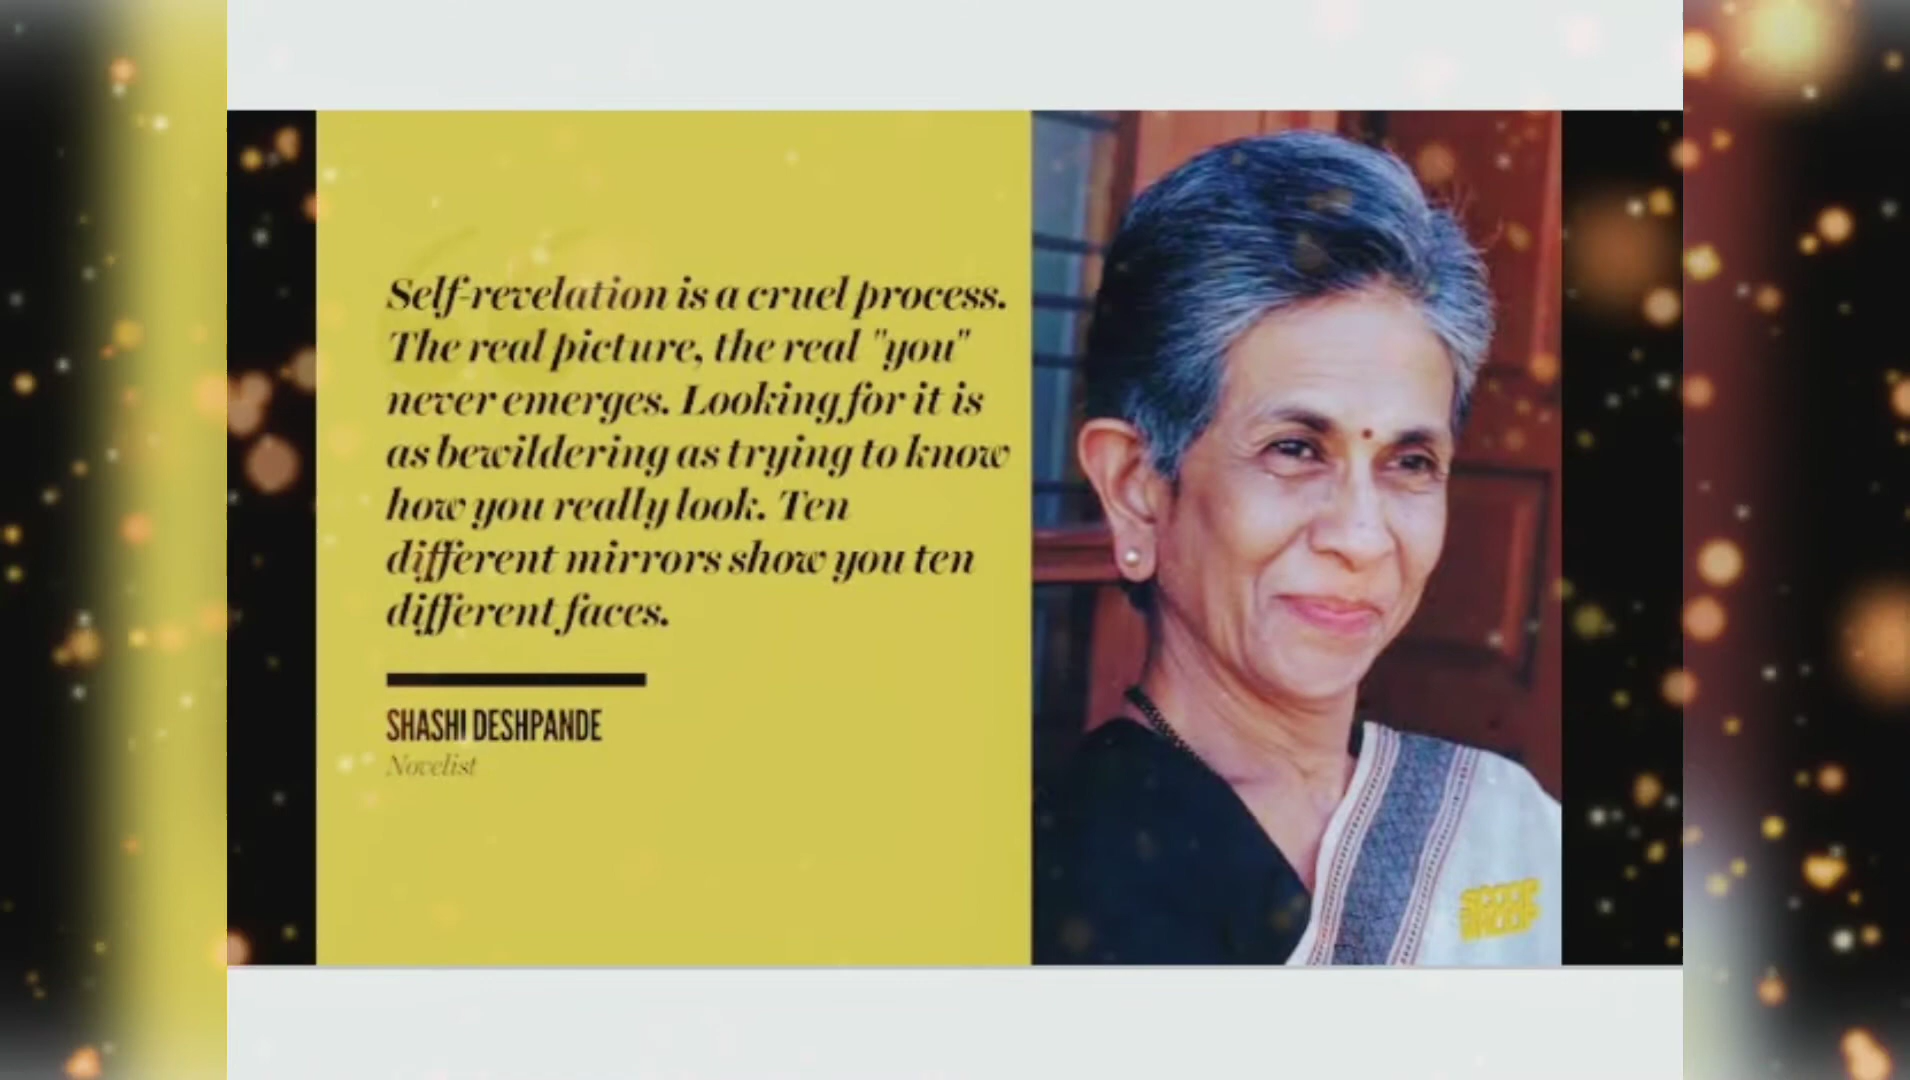 Self-revelation is a cruel process.
The real picture, the real "you"
never emerges. Looking for it is
as bewildering as trying to know
how you really look. Ten
different mirrors show you ten
different faces.
SHASHI DESHPANDE
Novelist